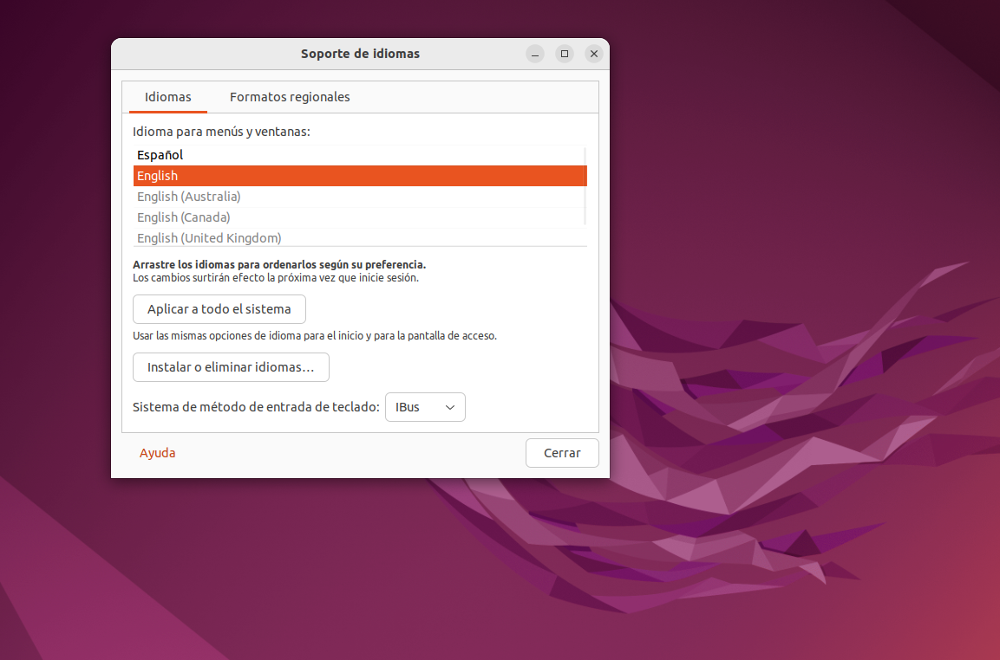 Soporte de idiomas
Idiomas Formatos regionales
Idioma para menús y ventanas:
Español
English
English (Australia)
English (Canada)
English (United Kingdom)
Arrastre los idiomas para ordenarlos según su preferencia.
Los cambios surtirán efecto la próxima vez que inicie sesión.
Aplicar a todo el sistema
Usar las mismas opciones de idioma para el inicio y para la pantalla de acceso.
Instalar o eliminar idiomas…
Sistema de método de entrada de teclado: IBus
Ayuda Cerrar